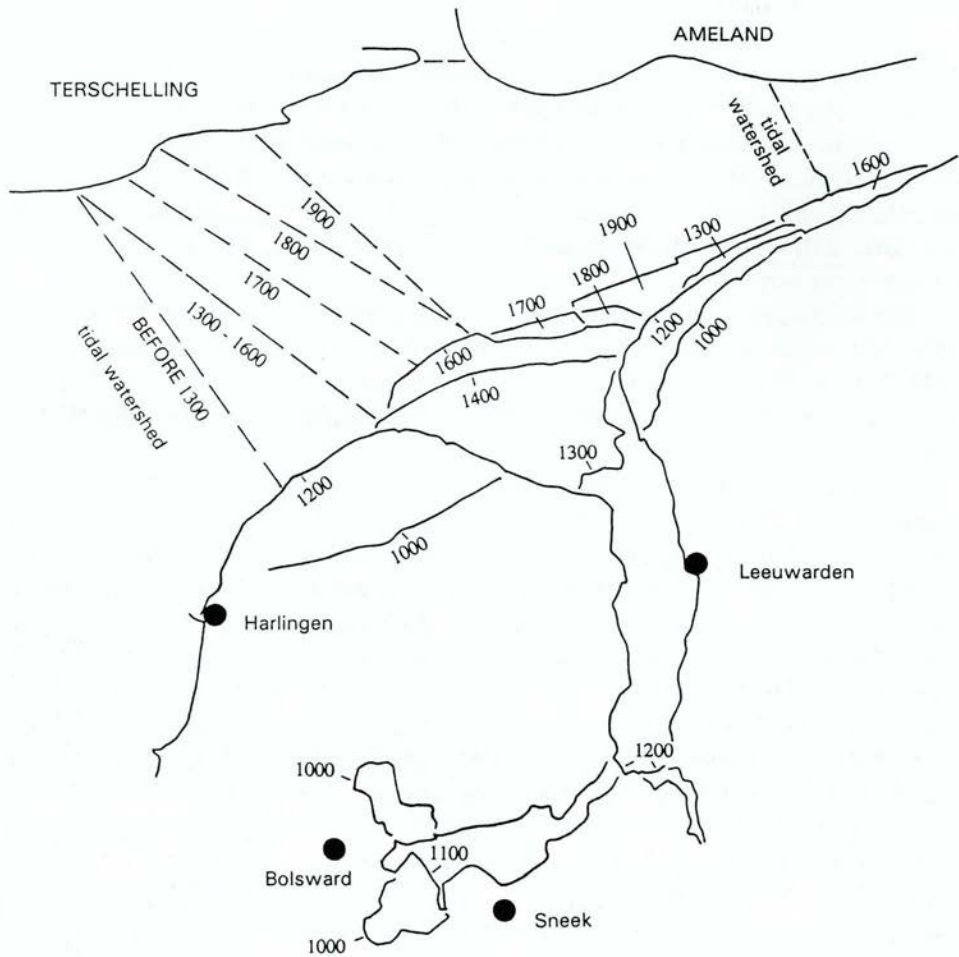 AMELAND
TERSCHELLING
tidal
watershed
1600
1900
1900
1300
1800
1800
1700
1700
1200
1000
1300 - 1600
1600
BEFORE 1300
tidal watershed
1400
1300
1200
1000
Leeuwarden
Harlingen
1200
1000
1100
Bolsward
Sneek
1000